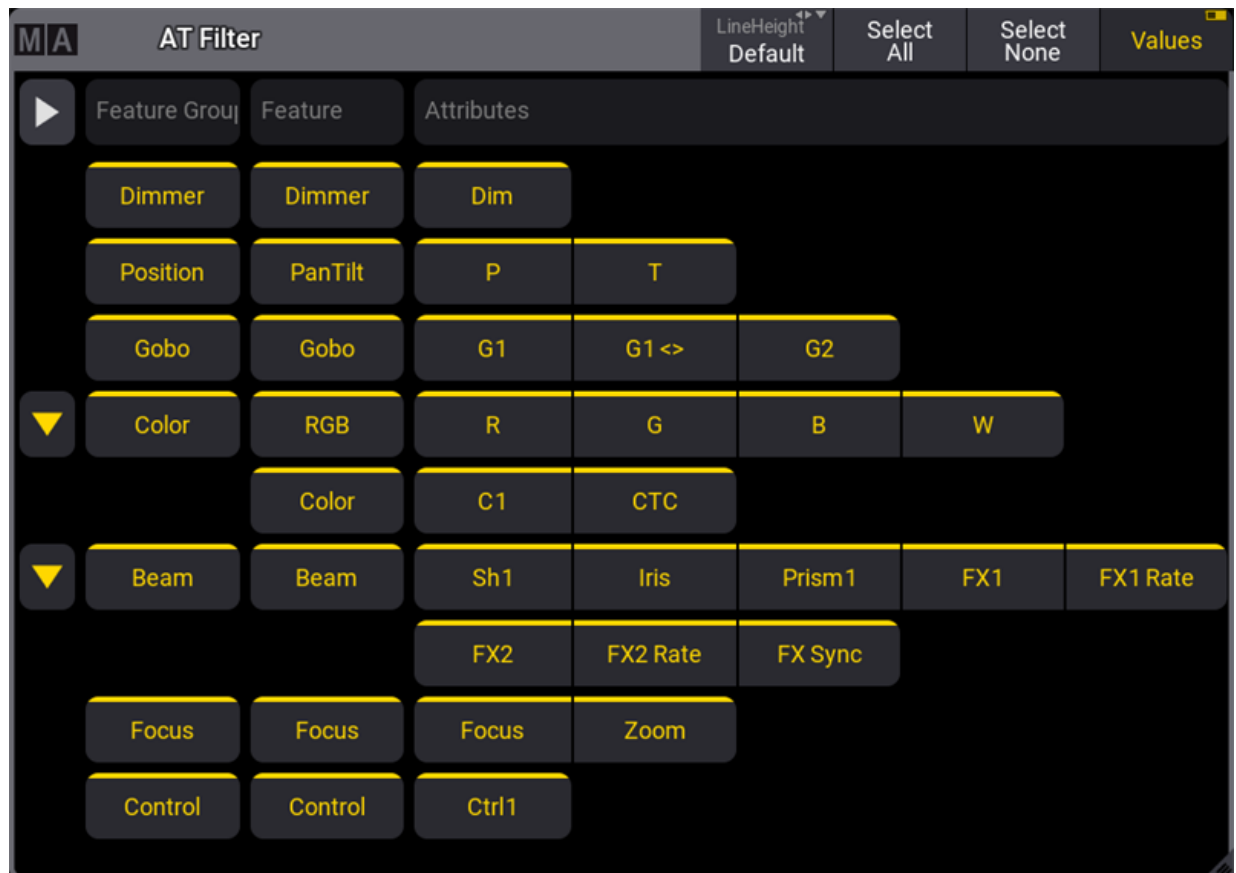 MA AT Filter LineHeight Default Select All Select None Values
Feature Grou Feature Attributes
Dimmer Dimmer Dim
Position PanTilt P T
Gobo Gobo G1 G1 <> G2
Color RGB R G B W
Color C1 CTC
Beam Beam Sh1 Iris Prism1 FX1 FX1 Rate
FX2 FX2 Rate FX Sync
Focus Focus Focus Zoom
Control Control Ctrl1